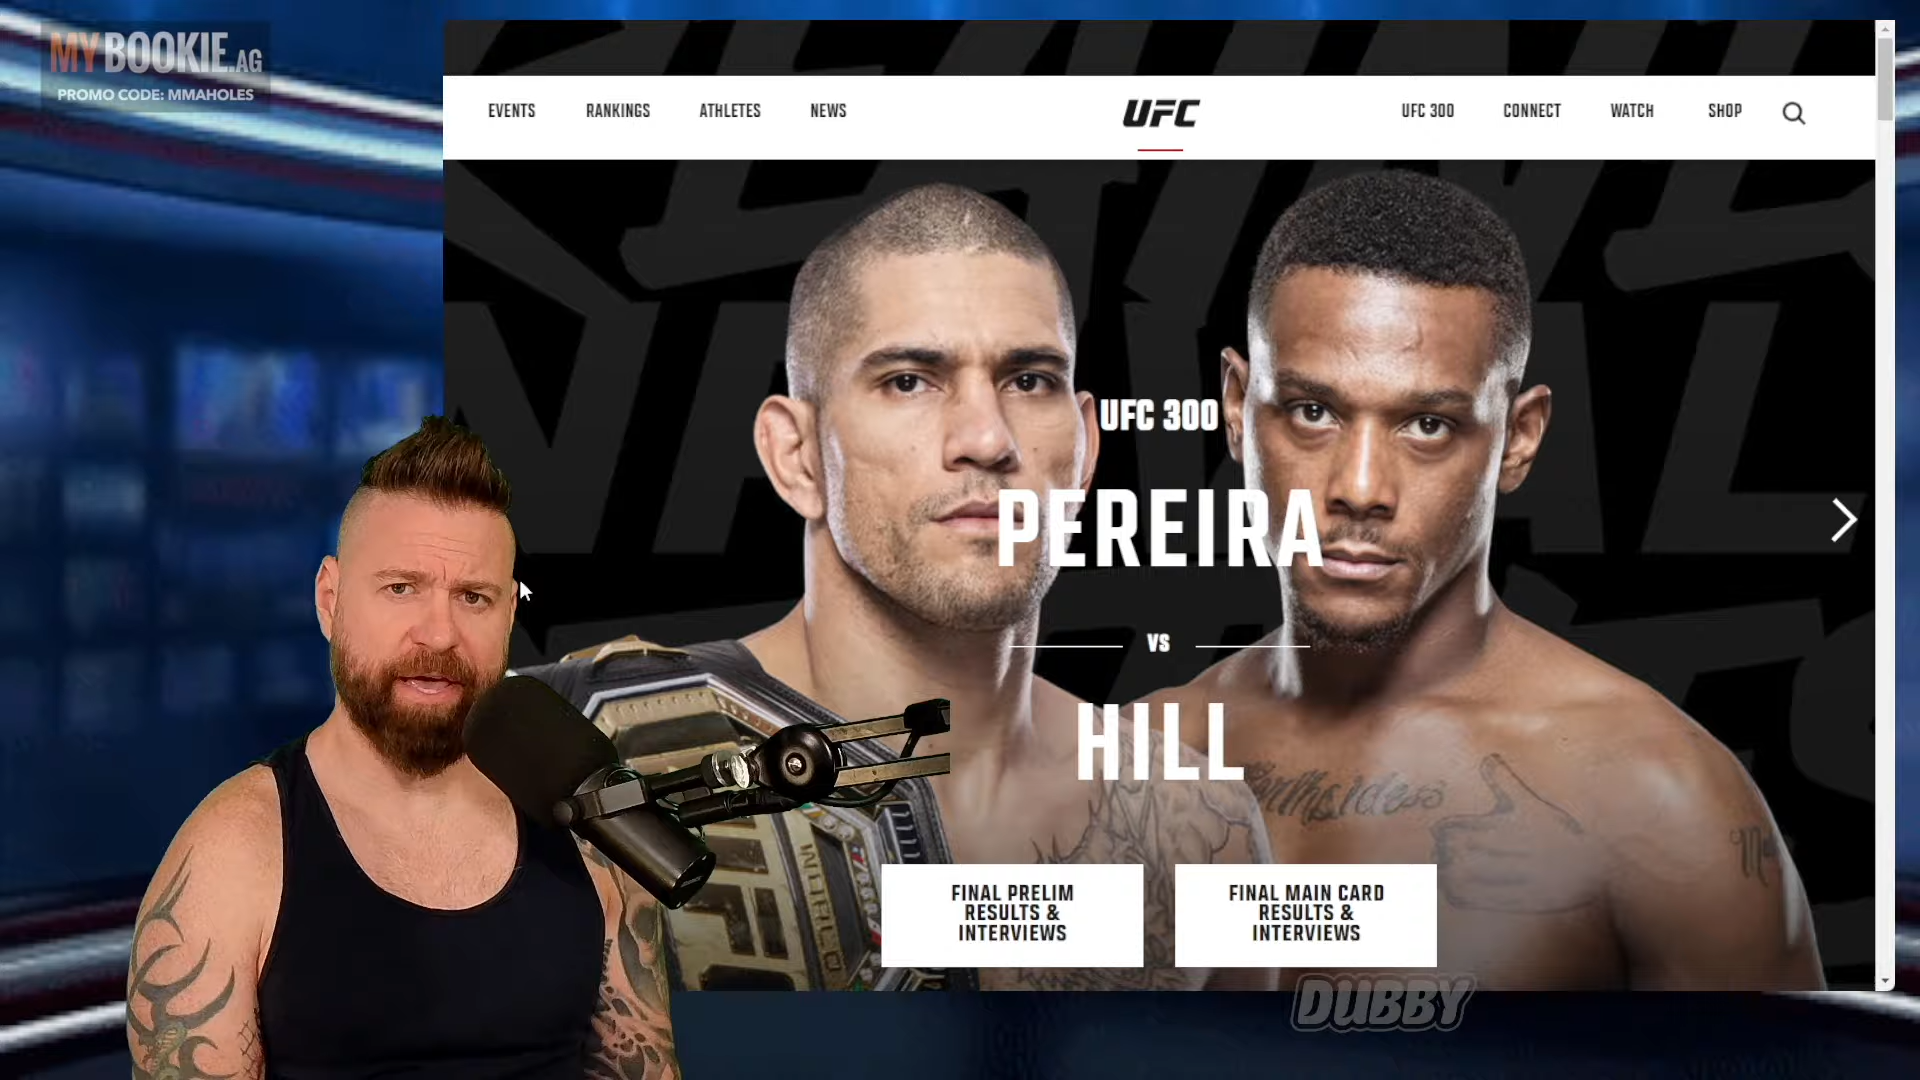 MYBOOKIE.AG
PROMO CODE: MMAHOLES
EVENTS
RANKINGS
ATHLETES
NEWS
UFC
UFC 300
CONNECT
WATCH
SHOP
UFC 300
PEREIRA
VS
HILL
FINAL PRELIM
RESULTS &
INTERVIEWS
FINAL MAIN CARD
RESULTS &
INTERVIEWS
DUBBY